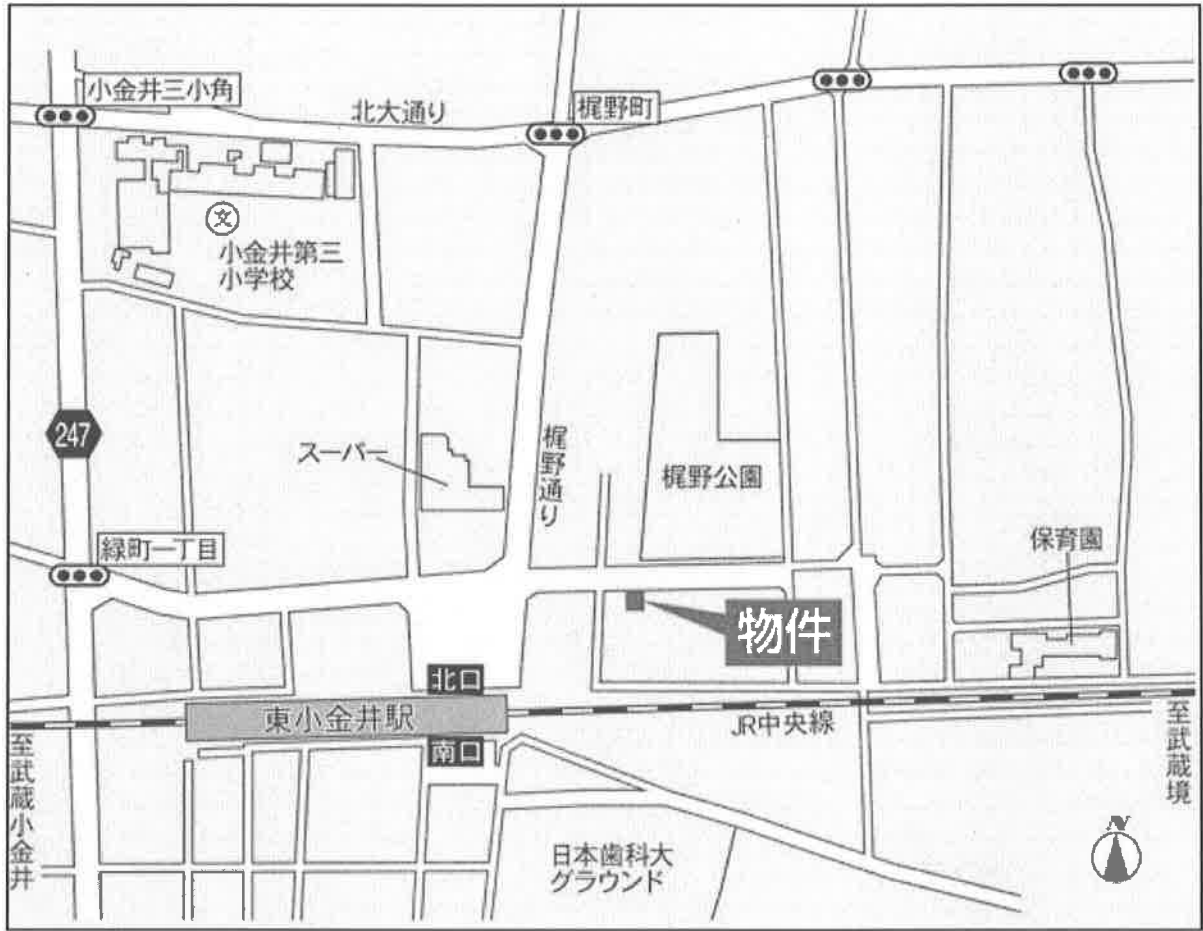 小金井三小角
北大通り
梶野町
文
小金井第三
小学校
247
スーパー
梶野通り
梶野公園
緑町一丁目
保育園
物件
北口
東小金井駅
南口
JR中央線
至武蔵小金井
至武蔵境
日本歯科大
グラウンド
N